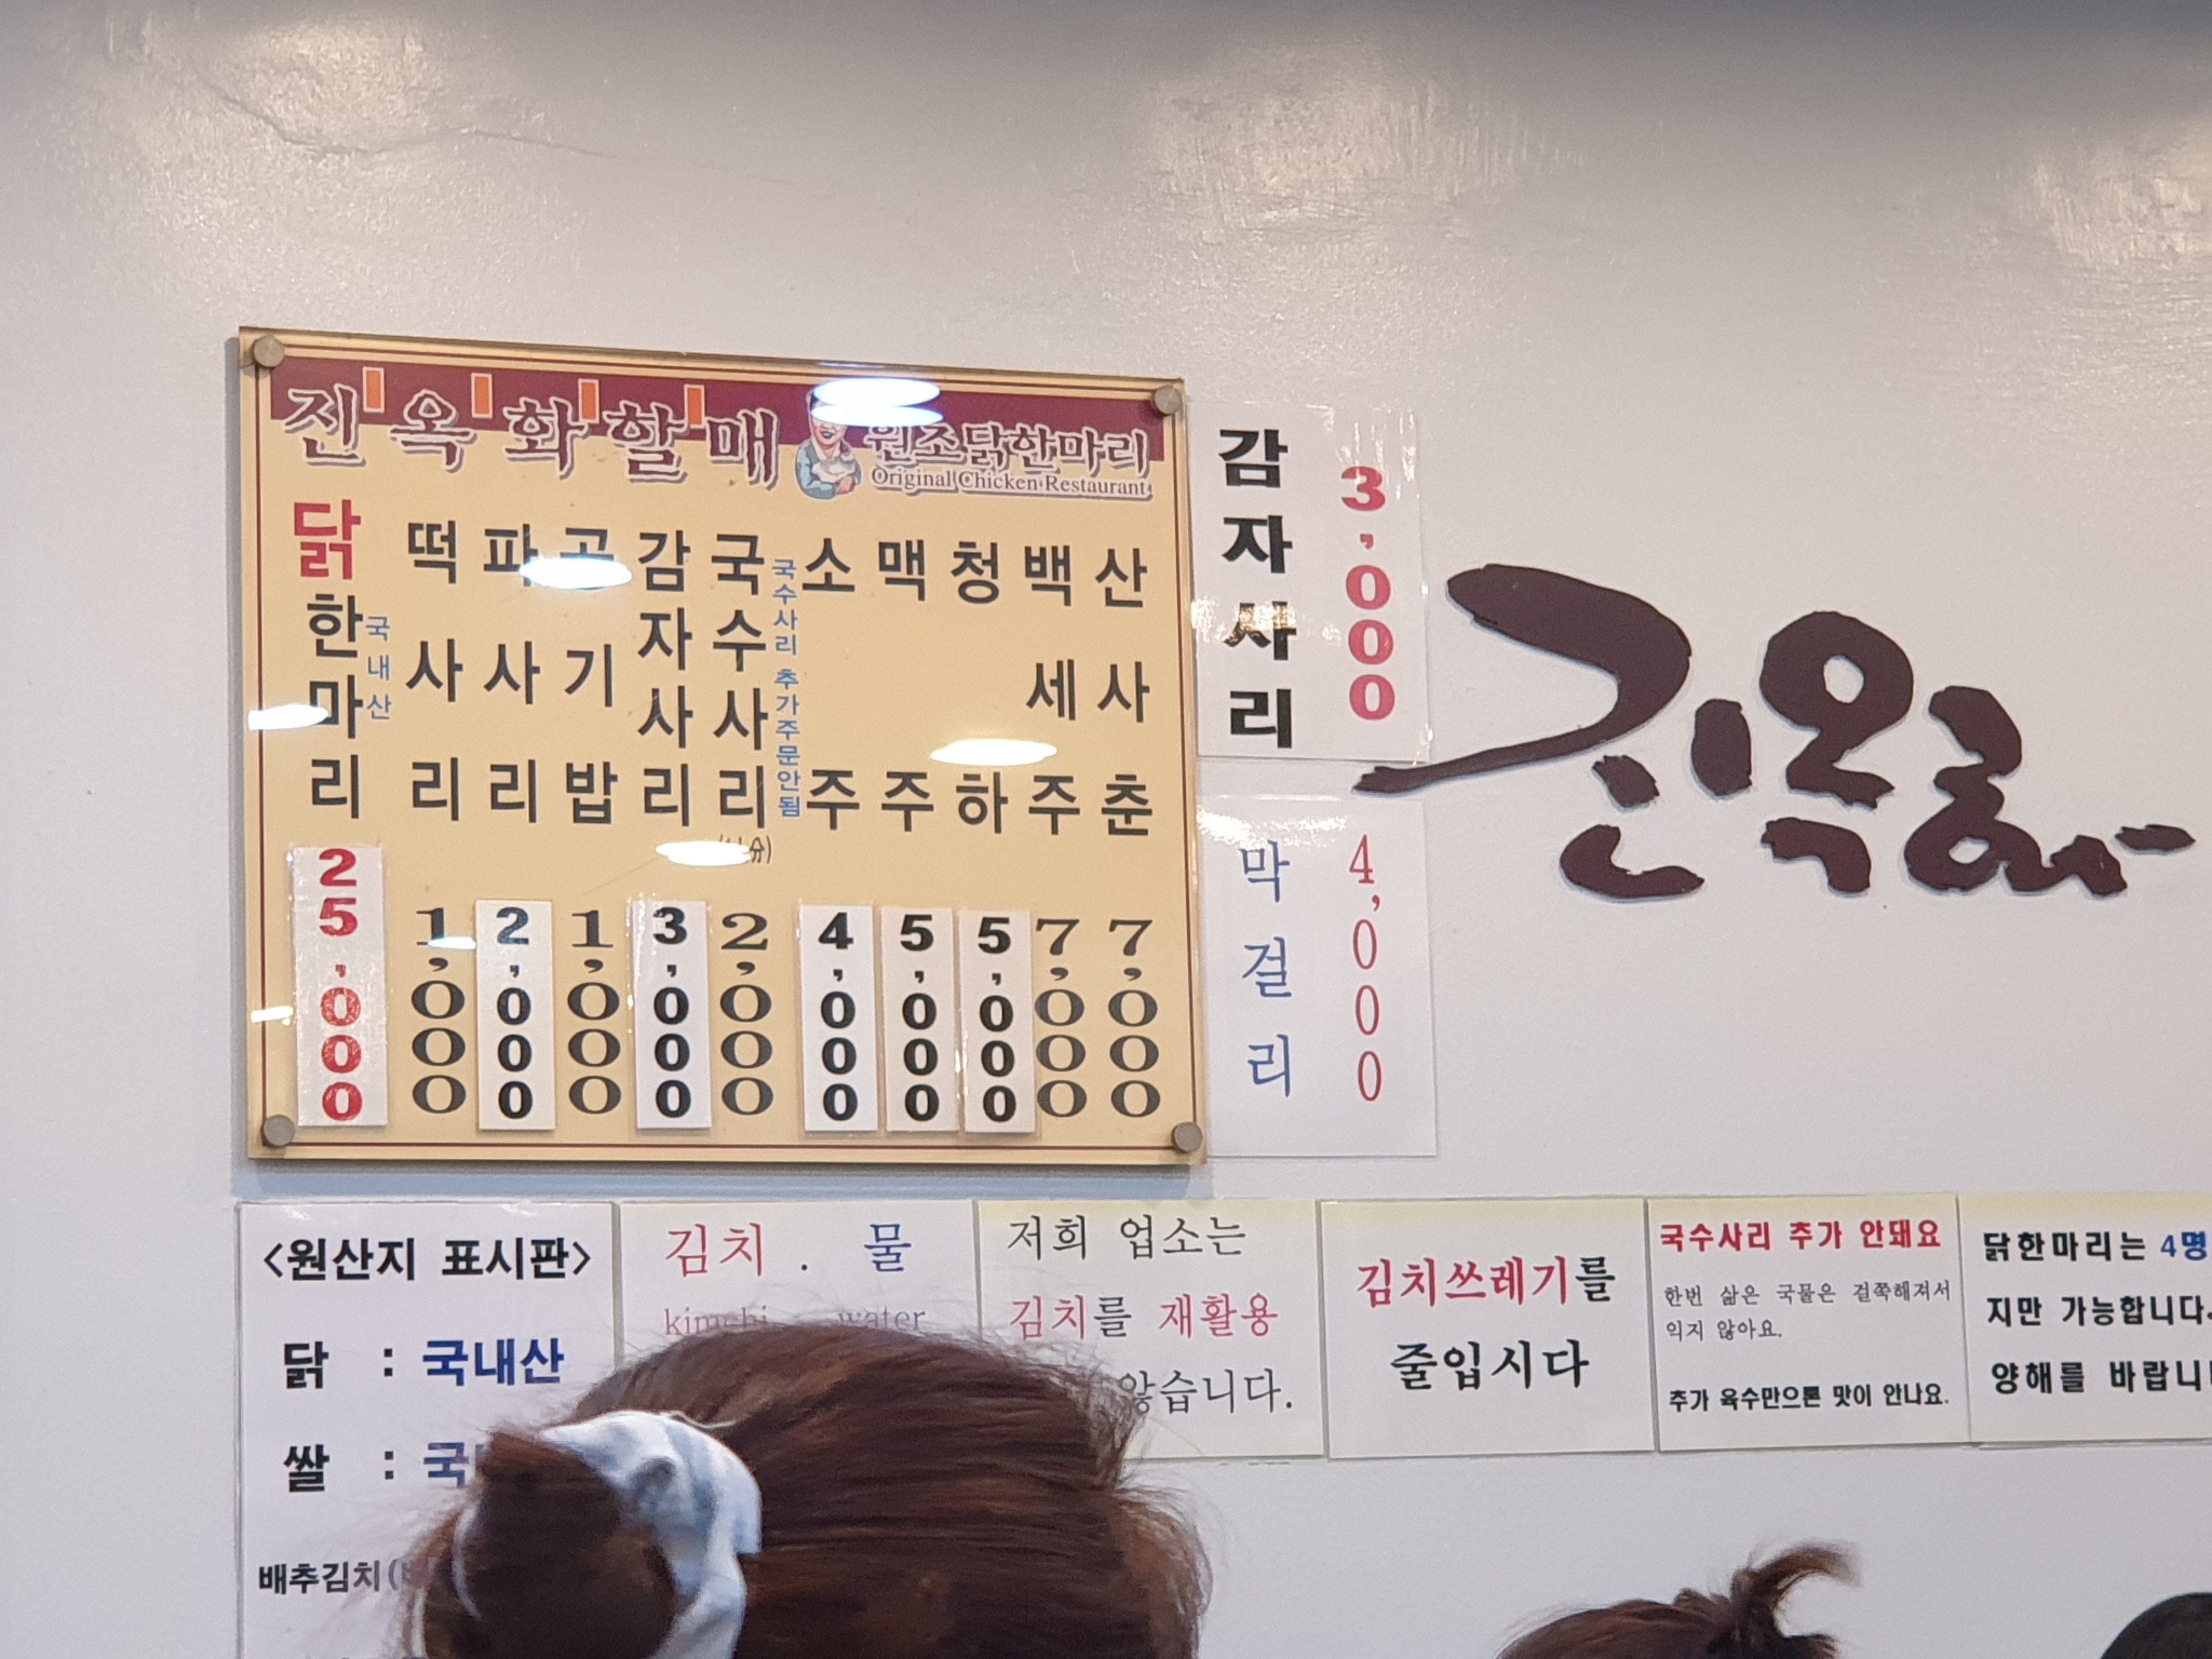 진옥화할매 원조닭한마리
Original Chicken Restaurant
닭한마리 국내산 25,000
떡사리 1,000
파사리 2,000
공기밥 1,000
감자사리 3,000
국수사리 2,000
국수사리 추가주문안됨
소주 4,000
맥주 5,000
청하 5,000
백세주 7,000
산사춘 7,000
감자사리 3,000
막걸리 4,000
진옥화
<원산지 표시판>
닭 : 국내산
쌀 :
배추김치
김치 . 물
kimchi water
저희 업소는
김치를 재활용
않습니다.
김치쓰레기를
줄입시다
국수사리 추가 안돼요
한번 삶은 국물은 걸쭉해져서
익지 않아요.
추가 육수만으론 맛이 안나요.
닭한마리는 4명
지만 가능합니다.
양해를 바랍니